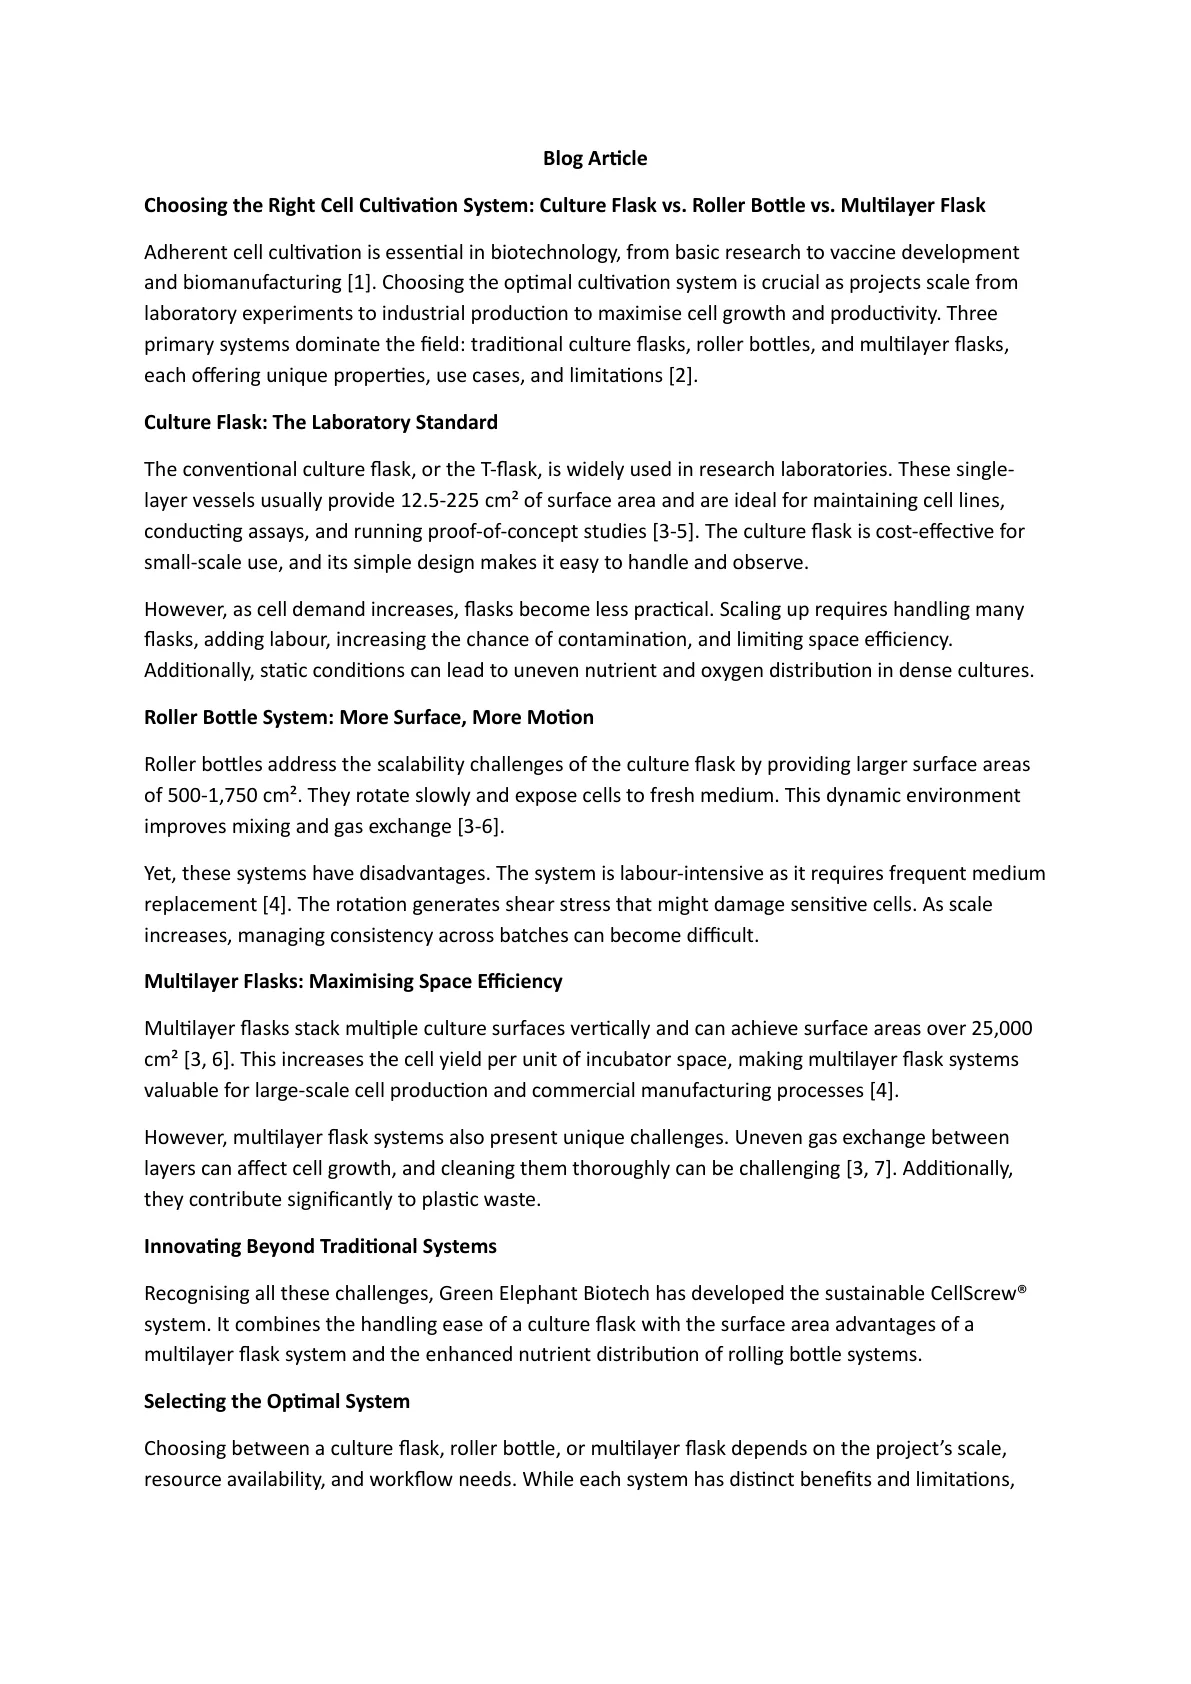 Blog Article
Choosing the Right Cell Cultivation System: Culture Flask vs. Roller Bottle vs. Multilayer Flask
Adherent cell cultivation is essential in biotechnology, from basic research to vaccine development
and biomanufacturing [1]. Choosing the optimal cultivation system is crucial as projects scale from
laboratory experiments to industrial production to maximise cell growth and productivity. Three
primary systems dominate the field: traditional culture flasks, roller bottles, and multilayer flasks,
each offering unique properties, use cases, and limitations [2].
Culture Flask: The Laboratory Standard
The conventional culture flask, or the T-flask, is widely used in research laboratories. These single-
layer vessels usually provide 12.5-225 cm² of surface area and are ideal for maintaining cell lines,
conducting assays, and running proof-of-concept studies [3-5]. The culture flask is cost-effective for
small-scale use, and its simple design makes it easy to handle and observe.
However, as cell demand increases, flasks become less practical. Scaling up requires handling many
flasks, adding labour, increasing the chance of contamination, and limiting space efficiency.
Additionally, static conditions can lead to uneven nutrient and oxygen distribution in dense cultures.
Roller Bottle System: More Surface, More Motion
Roller bottles address the scalability challenges of the culture flask by providing larger surface areas
of 500-1,750 cm². They rotate slowly and expose cells to fresh medium. This dynamic environment
improves mixing and gas exchange [3-6].
Yet, these systems have disadvantages. The system is labour-intensive as it requires frequent medium
replacement [4]. The rotation generates shear stress that might damage sensitive cells. As scale
increases, managing consistency across batches can become difficult.
Multilayer Flasks: Maximising Space Efficiency
Multilayer flasks stack multiple culture surfaces vertically and can achieve surface areas over 25,000
cm² [3, 6]. This increases the cell yield per unit of incubator space, making multilayer flask systems
valuable for large-scale cell production and commercial manufacturing processes [4].
However, multilayer flask systems also present unique challenges. Uneven gas exchange between
layers can affect cell growth, and cleaning them thoroughly can be challenging [3, 7]. Additionally,
they contribute significantly to plastic waste.
Innovating Beyond Traditional Systems
Recognising all these challenges, Green Elephant Biotech has developed the sustainable CellScrew®
system. It combines the handling ease of a culture flask with the surface area advantages of a
multilayer flask system and the enhanced nutrient distribution of rolling bottle systems.
Selecting the Optimal System
Choosing between a culture flask, roller bottle, or multilayer flask depends on the project’s scale,
resource availability, and workflow needs. While each system has distinct benefits and limitations,